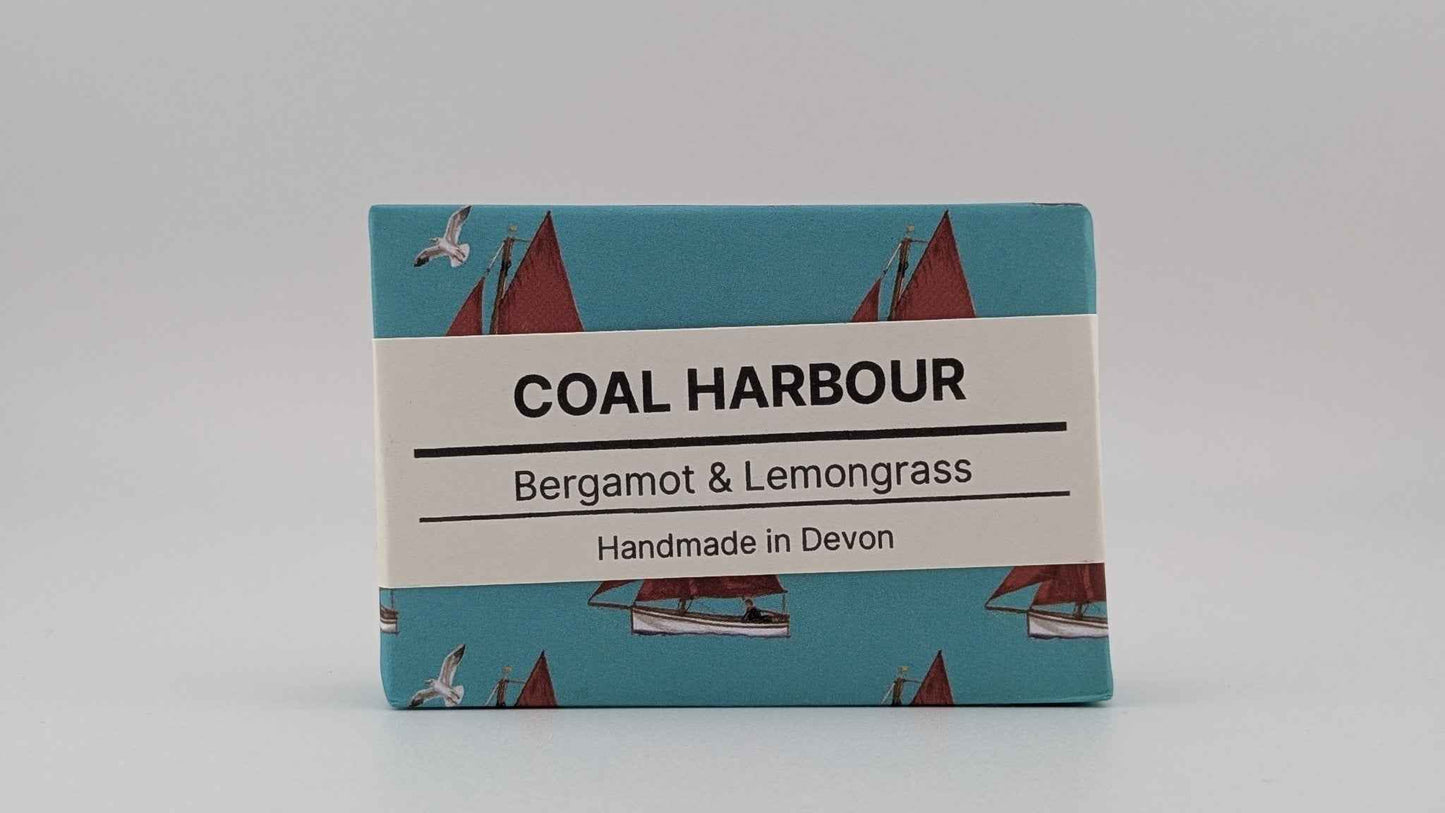 COAL HARBOUR
Bergamot & Lemongrass
Handmade in Devon